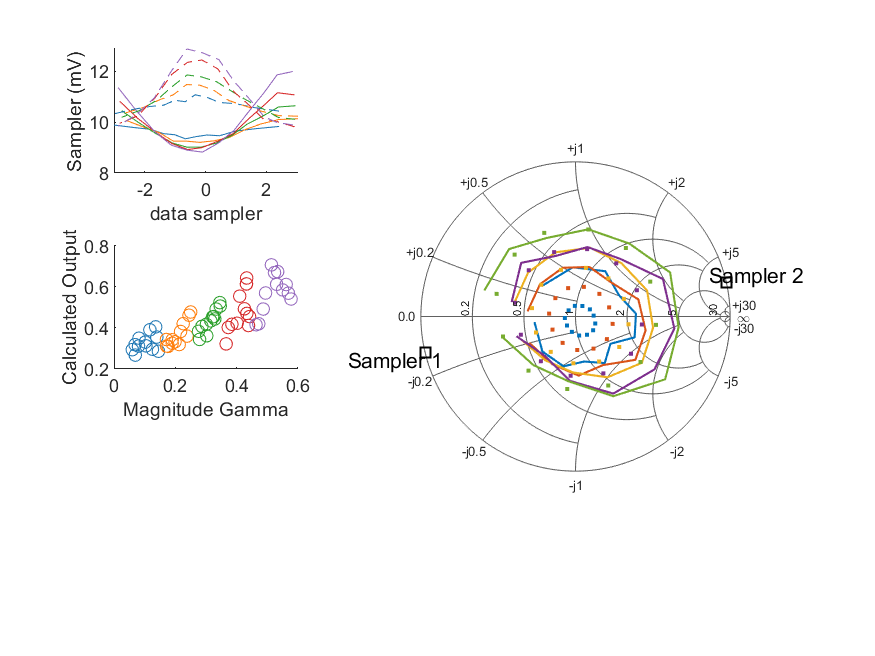 12
10
8
Sampler (mV)
-2
0
2
data sampler
0.8
0.6
0.4
0.2
Calculated Output
0
0.2
0.4
0.6
Magnitude Gamma
+j1
+j0.5
+j2
+j0.2
+j5
Sampler 2
0.0
0.2
0.5
1
2
5
30
+j30
∞
-j30
Sampler 1
-j0.2
-j5
-j0.5
-j2
-j1